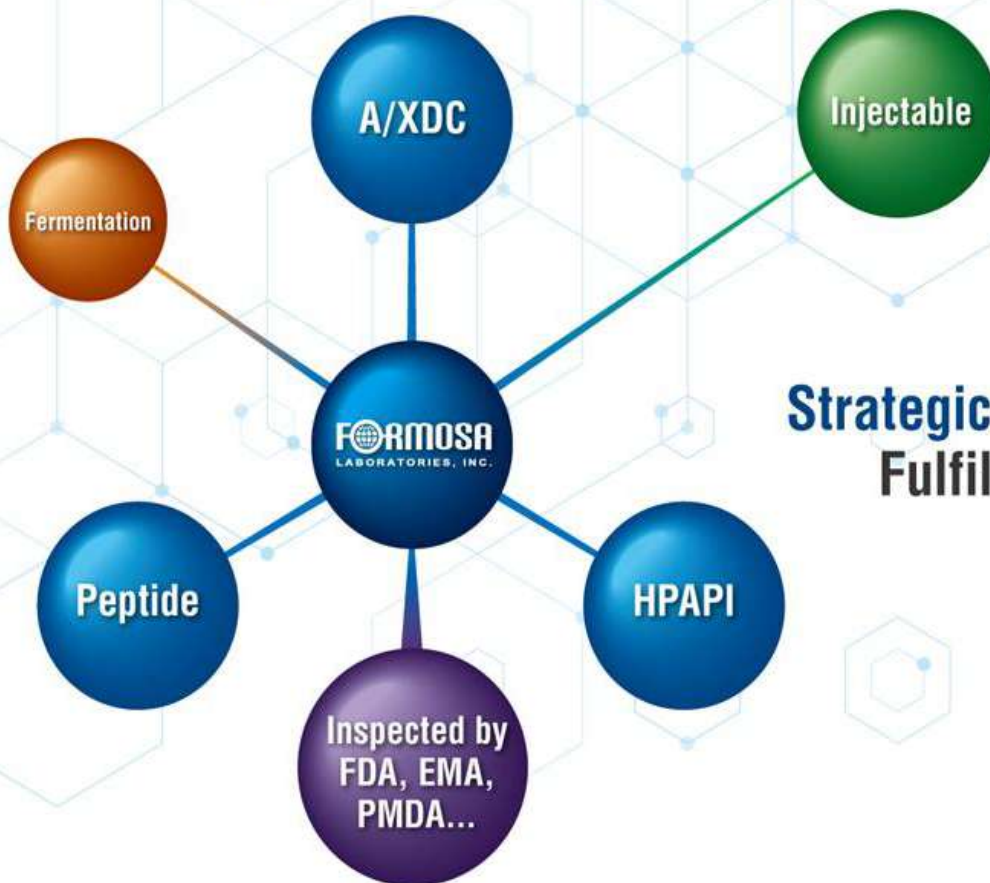 A/XDC
Injectable
Fermentation
FORMOSA
LABORATORIES, INC.
Strategic
Fulfil
Peptide
HPAPI
Inspected by
FDA, EMA,
PMDA...